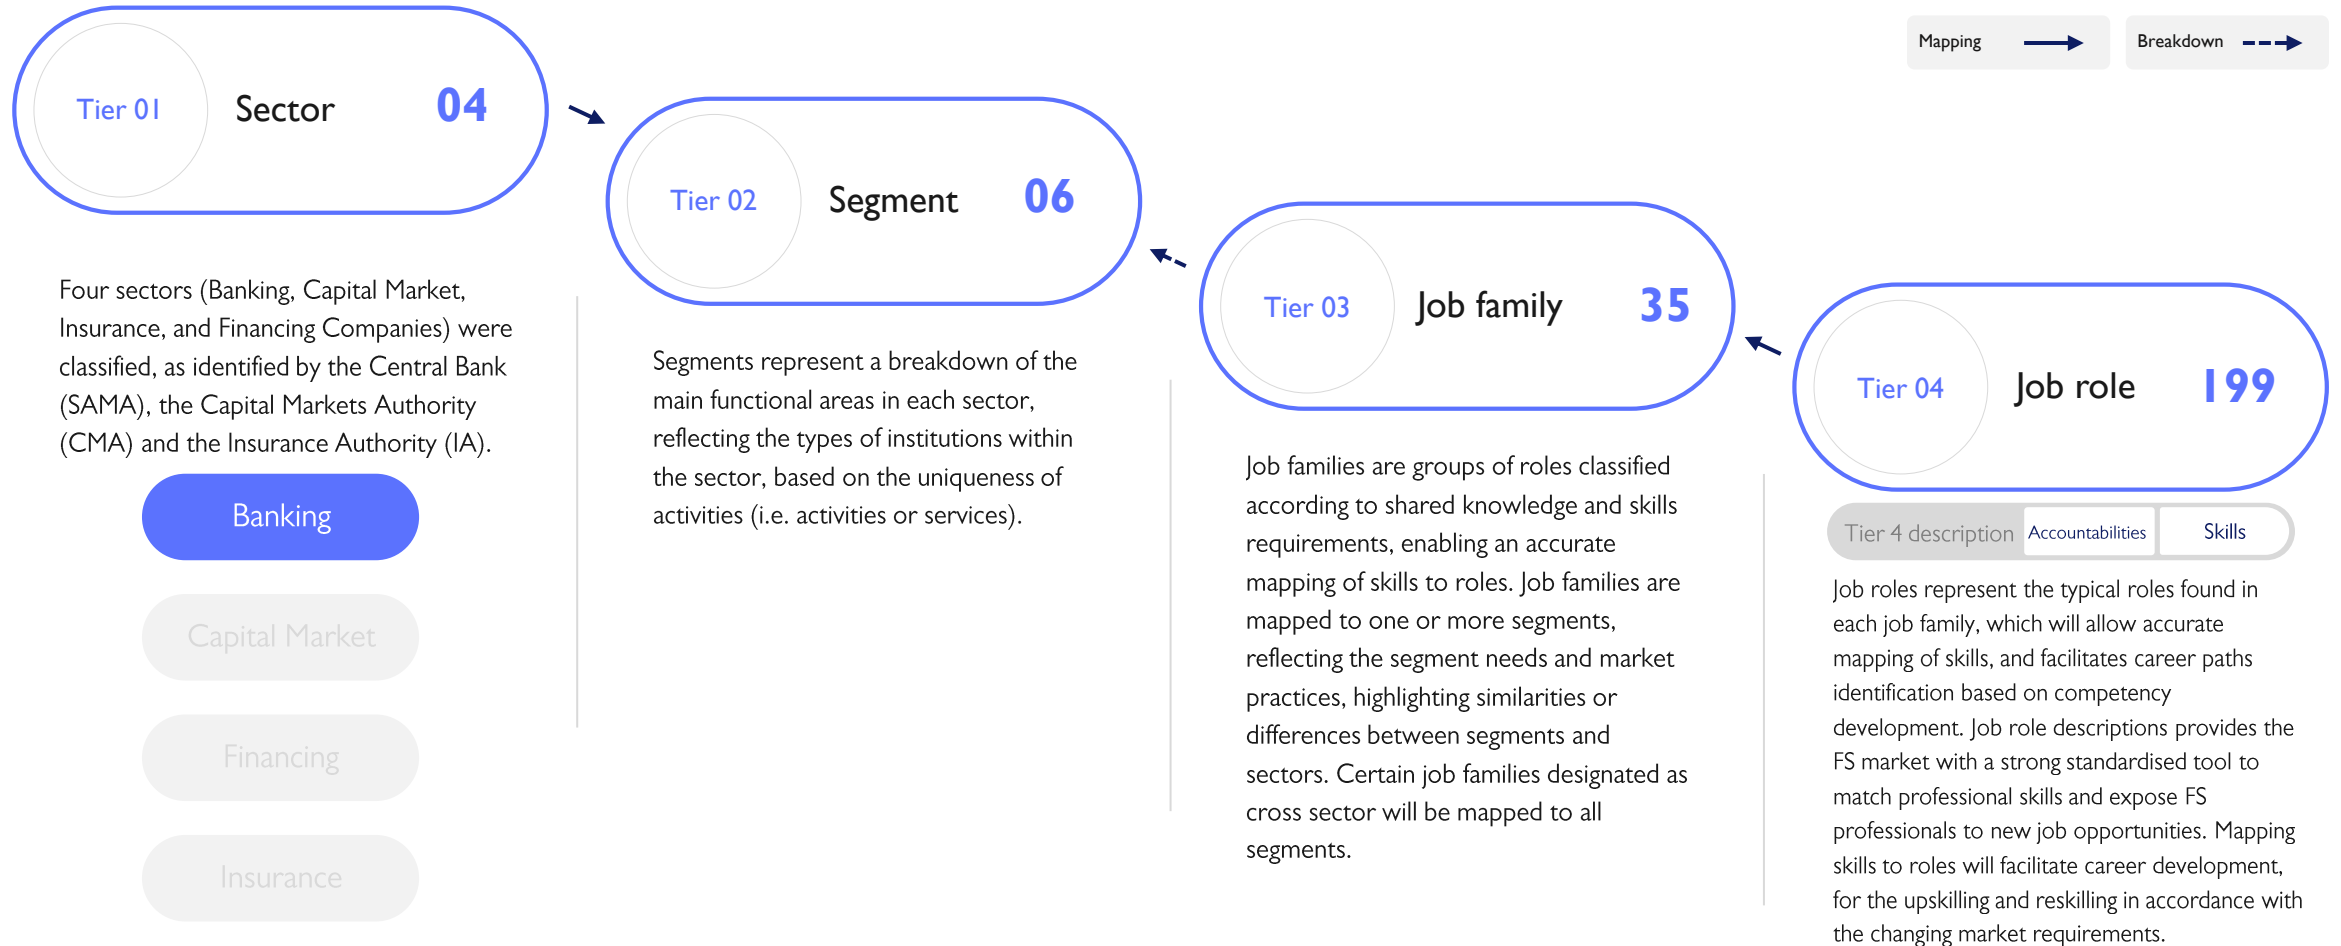 Mapping
Breakdown
Tier 01
Sector
04
Four sectors (Banking, Capital Market,
Insurance, and Financing Companies) were
classified, as identified by the Central Bank
(SAMA), the Capital Markets Authority
(CMA) and the Insurance Authority (IA).
Banking
Capital Market
Financing
Insurance
Tier 02
Segment
06
Segments represent a breakdown of the
main functional areas in each sector,
reflecting the types of institutions within
the sector, based on the uniqueness of
activities (i.e. activities or services).
Tier 03
Job family
35
Job families are groups of roles classified
according to shared knowledge and skills
requirements, enabling an accurate
mapping of skills to roles. Job families are
mapped to one or more segments,
reflecting the segment needs and market
practices, highlighting similarities or
differences between segments and
sectors. Certain job families designated as
cross sector will be mapped to all
segments.
Tier 04
Job role
199
Tier 4 description
Accountabilities
Skills
Job roles represent the typical roles found in
each job family, which will allow accurate
mapping of skills, and facilitates career paths
identification based on competency
development. Job role descriptions provides the
FS market with a strong standardised tool to
match professional skills and expose FS
professionals to new job opportunities. Mapping
skills to roles will facilitate career development,
for the upskilling and reskilling in accordance with
the changing market requirements.